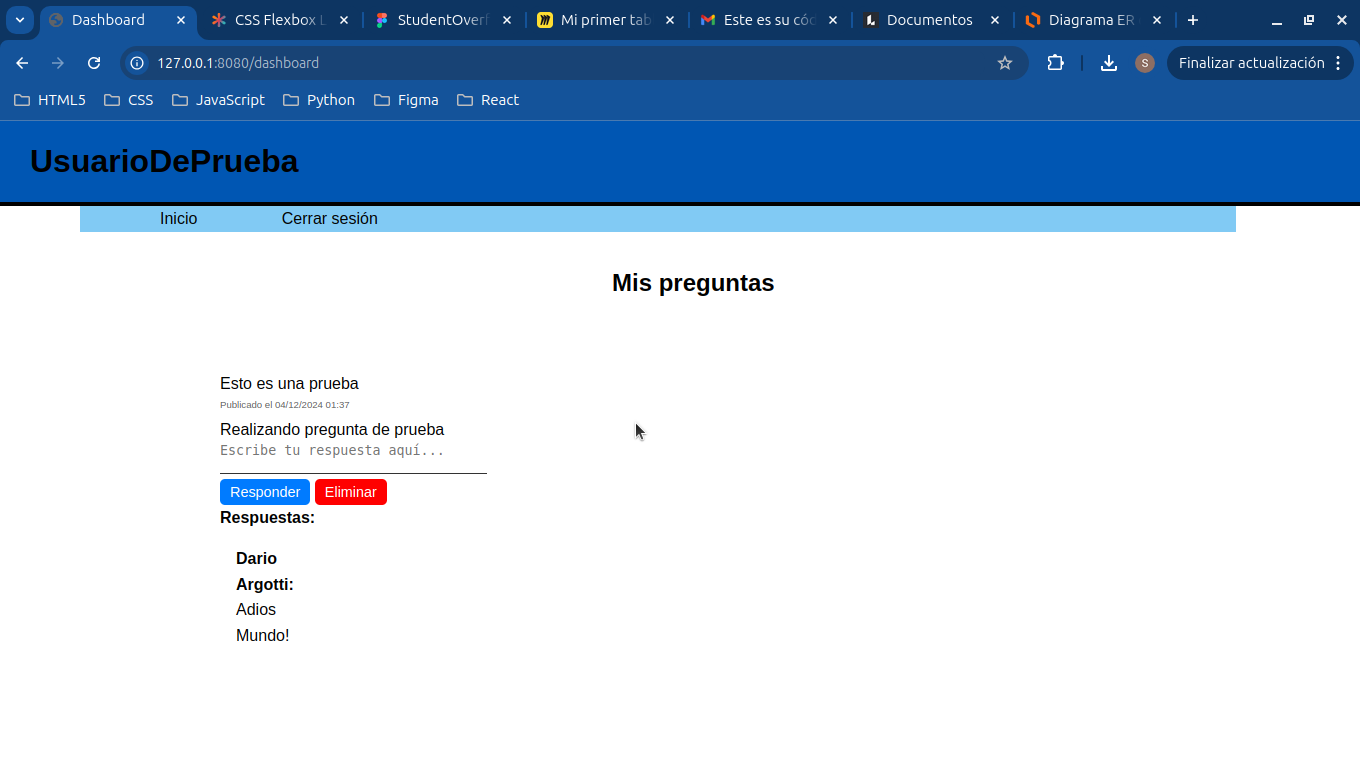 Dashboard
CSS Flexbox L
StudentOverf
Mi primer tab
Este es su cód
Documentos
Diagrama ER
127.0.0.1:8080/dashboard
S
Finalizar actualización
HTML5
CSS
JavaScript
Python
Figma
React
UsuarioDePrueba
Inicio
Cerrar sesión
Mis preguntas
Esto es una prueba
Publicado el 04/12/2024 01:37
Realizando pregunta de prueba
Escribe tu respuesta aquí...
Responder
Eliminar
Respuestas:
Dario
Argotti:
Adios
Mundo!